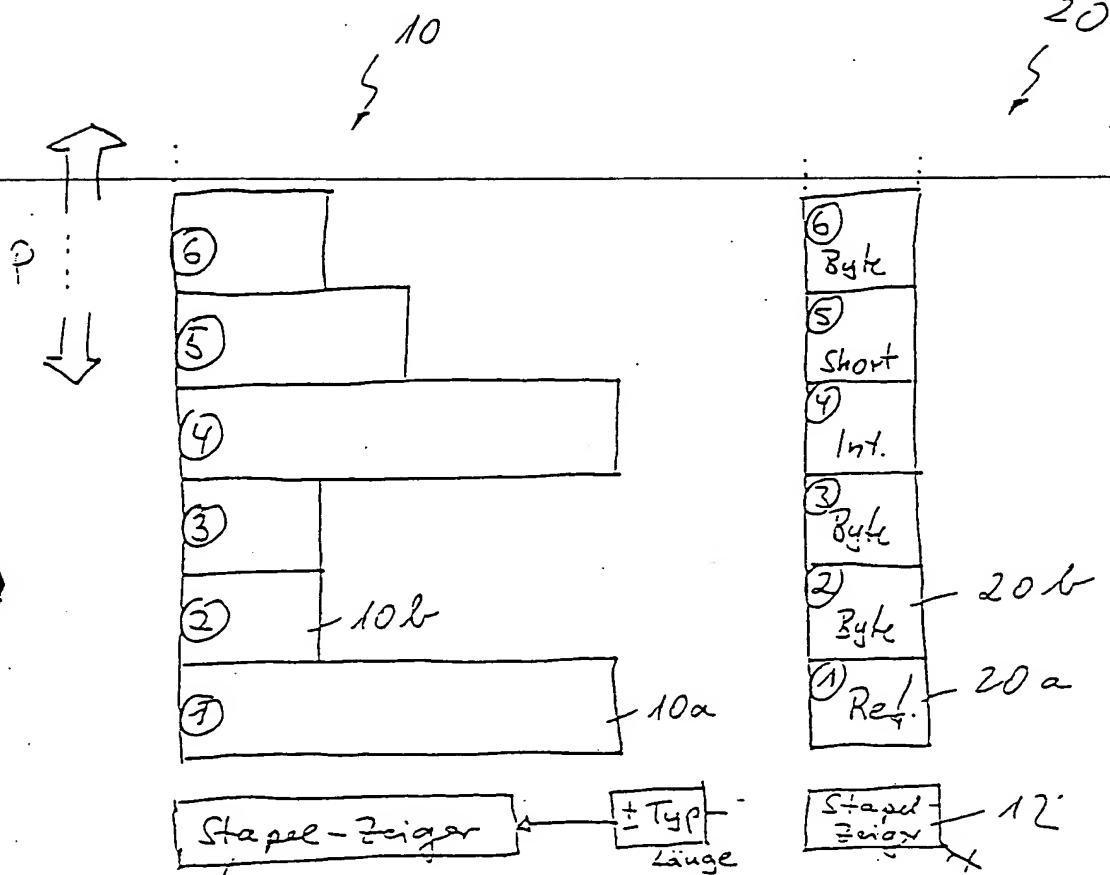 10
20
P
⑥
⑥
Byte
⑤
⑤
Short
④
④
Int.
③
③
Byte
②
10b
②
Byte
20b
①
10a
①
Ref.
20a
Stapel-Zeiger
± Typ
Länge
Stapel-
Zeiger
12